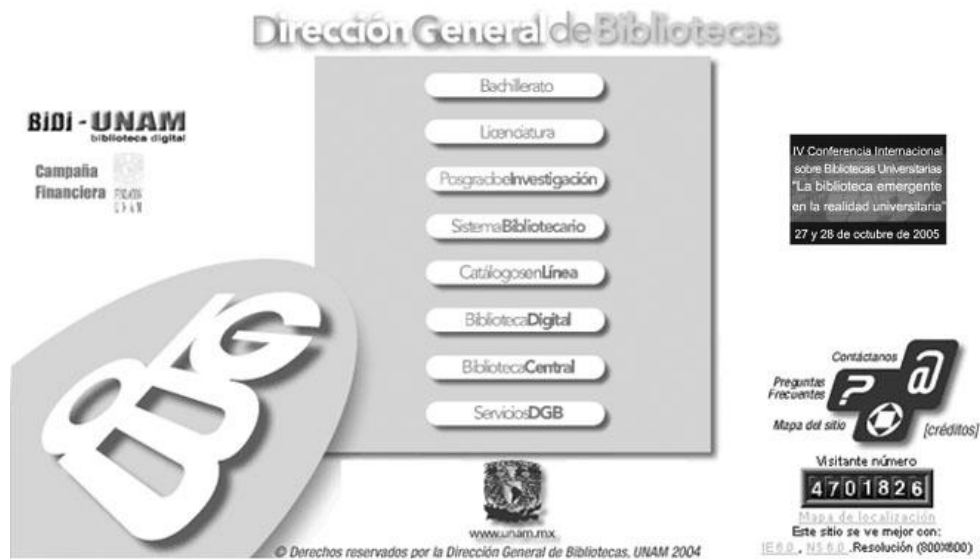 Dirección General de Bibliotecas
BiDi - UNAM
biblioteca digital
Campaña
Financiera
Bachillerato
Licenciatura
PosgradoeInvestigación
SistemaBibliotecario
CatálogosenLínea
BibliotecaDigital
BibliotecaCentral
ServiciosDGB
DGB
IV Conferencia Internacional
sobre Bibliotecas Universitarias
"La biblioteca emergente
en la realidad universitaria"
27 y 28 de octubre de 2005
Contáctanos
@
Preguntas
Frecuentes
?
Mapa del sitio
[créditos]
Visitante número
4701826
Mapa de localización
Este sitio se ve mejor con:
IE 6.0 , NS 6.0 .Resolución (800X600)
www.unam.mx
© Derechos reservados por la Dirección General de Bibliotecas, UNAM 2004